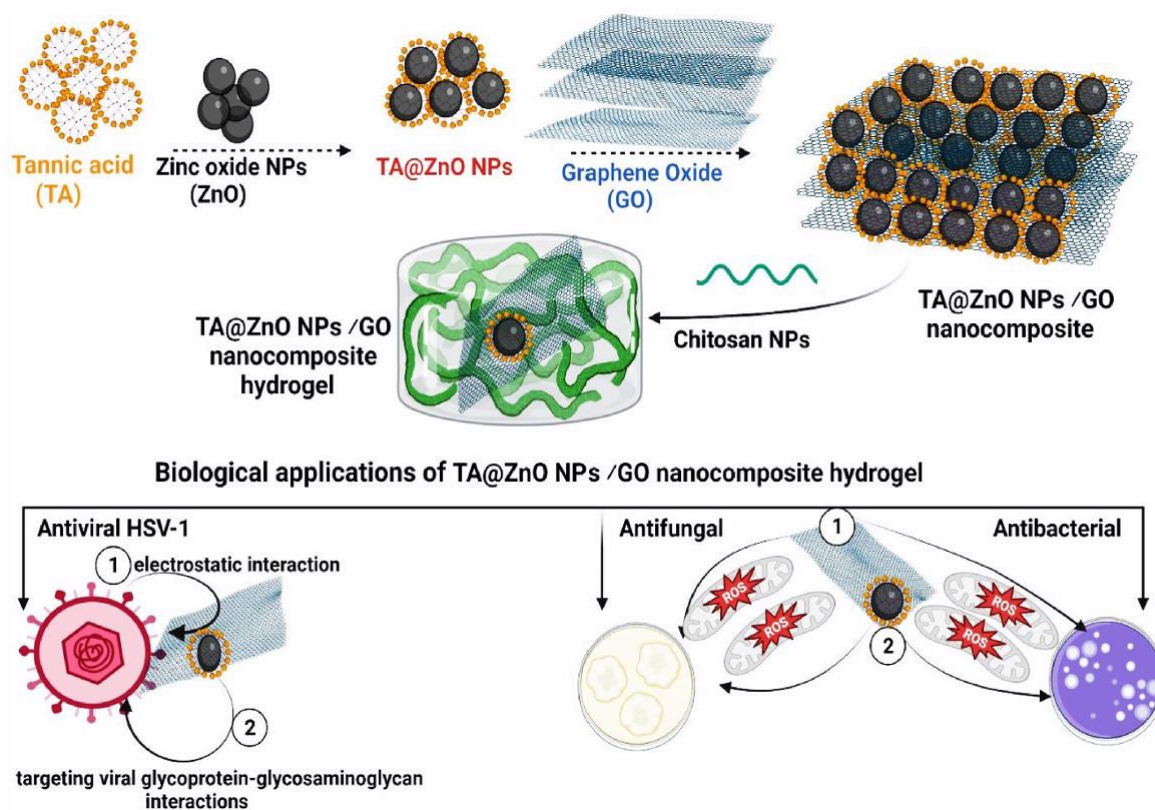 Tannic acid
(TA)
Zinc oxide NPs
(ZnO)
TA@ZnO NPs
Graphene Oxide
(GO)
TA@ZnO NPs /GO
nanocomposite
Chitosan NPs
TA@ZnO NPs /GO
nanocomposite
hydrogel
Biological applications of TA@ZnO NPs /GO nanocomposite hydrogel
Antiviral HSV-1
1 electrostatic interaction
2
targeting viral glycoprotein-glycosaminoglycan
interactions
Antifungal
1
Antibacterial
ROS
ROS
ROS
ROS
2